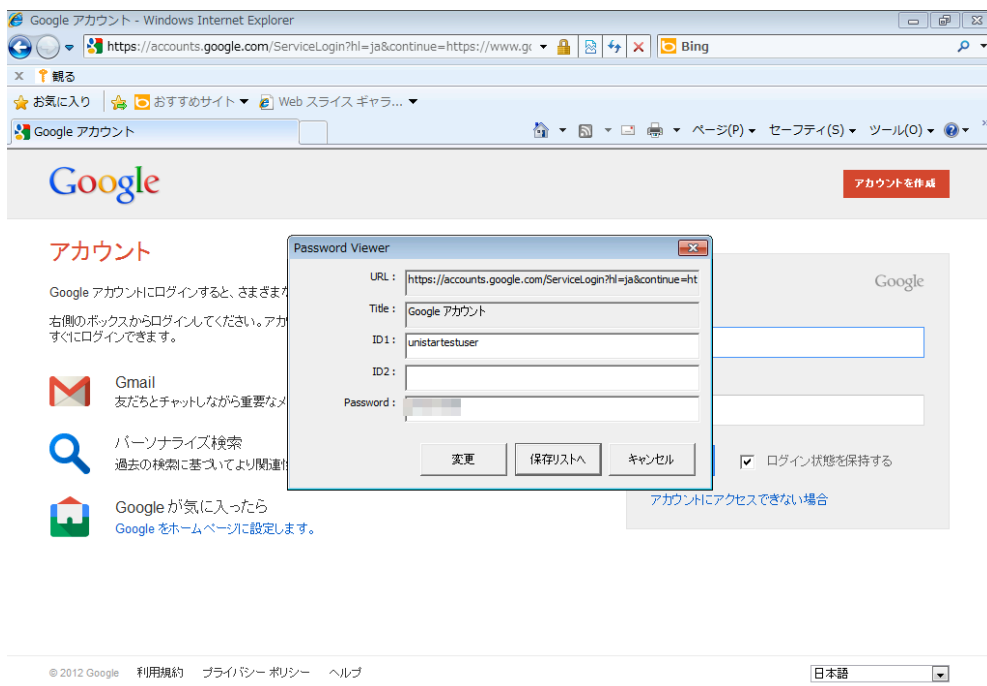 Google アカウント - Windows Internet Explorer
https://accounts.google.com/ServiceLogin?hl=ja&continue=https://www.gc
Bing
x 観る
お気に入り おすすめサイト▼ Web スライス ギャラ...▼
Google アカウント
ページ(P)▼ セーフティ(S)▼ ツール(O)▼
Google
アカウントを作成
アカウント
Google アカウントにログインすると、さまざまな
右側のボックスからログインしてください。アカ
すぐにログインできます。
Gmail
友だちとチャットしながら重要なメ
パーソナライズ検索
過去の検索に基づいてより関連性
Google が気に入ったら
Google をホームページに設定します。
Password Viewer
URL : https://accounts.google.com/ServiceLogin?hl=ja&continue=ht
Title : Google アカウント
ID1 : unistartestuser
ID2 :
Password :
変更 保存リストへ キャンセル
Google
ログイン状態を保持する
アカウントにアクセスできない場合
© 2012 Google 利用規約 プライバシー ポリシー ヘルプ
日本語